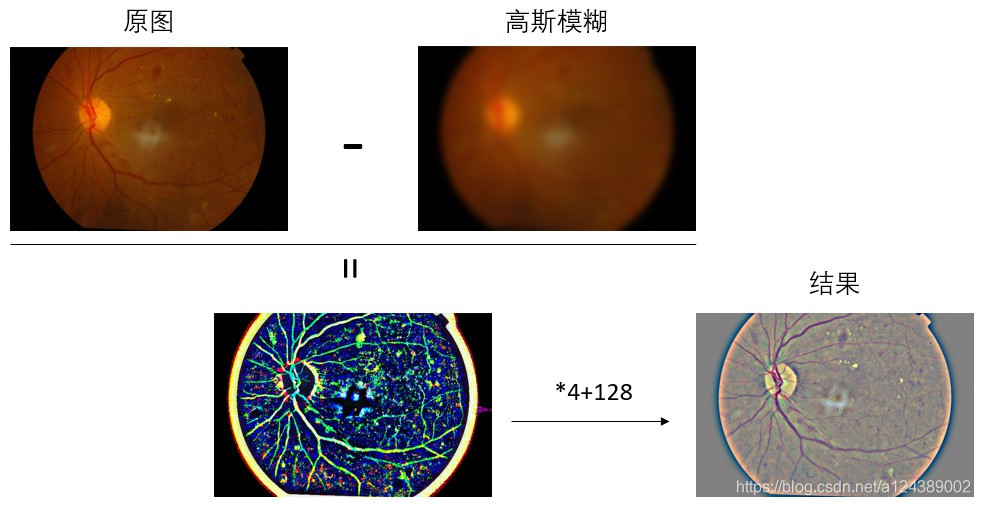 原图
高斯模糊
-
=
结果
*4+128
https://blog.csdn.net/a124389002